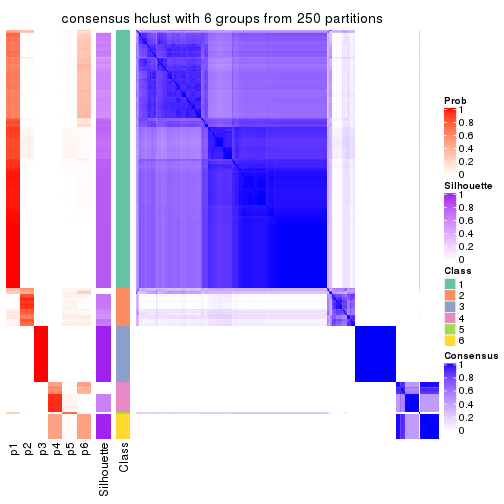 consensus hclust with 6 groups from 250 partitions
Prob
1
0.8
0.6
0.4
0.2
0
Silhouette
1
0.8
0.6
0.4
0.2
0
Class
1
2
3
4
5
6
Consensus
1
0.8
0.6
0.4
0.2
0
p1
p2
p3
p4
p5
p6
Silhouette
Class